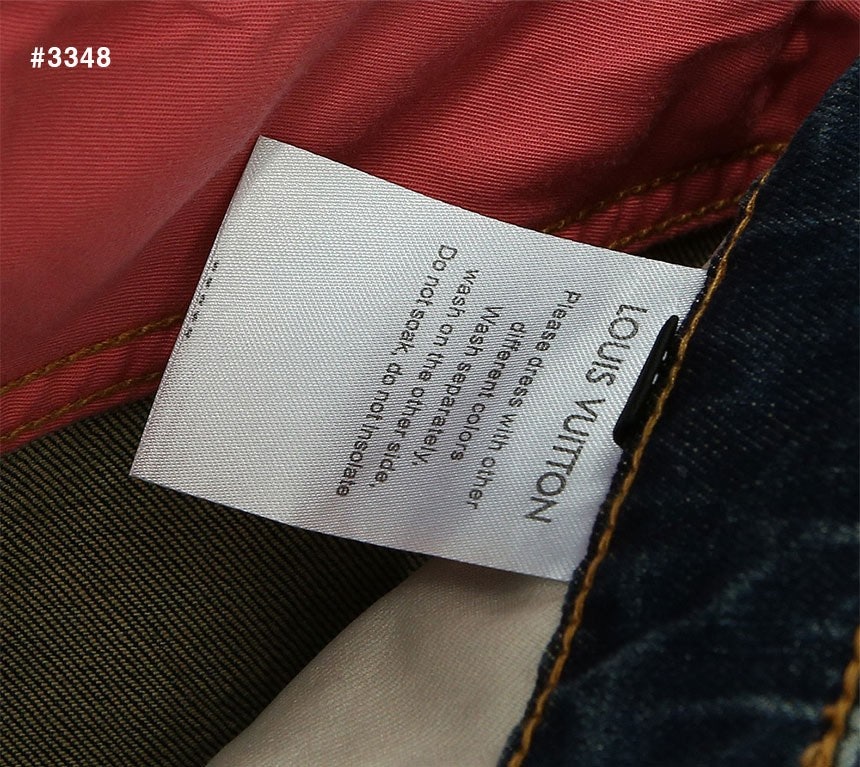 #3348
LOUIS VUITTON
Please dress with other
different colors
Wash separately,
wash on the other side,
Do not soak, do not insolate